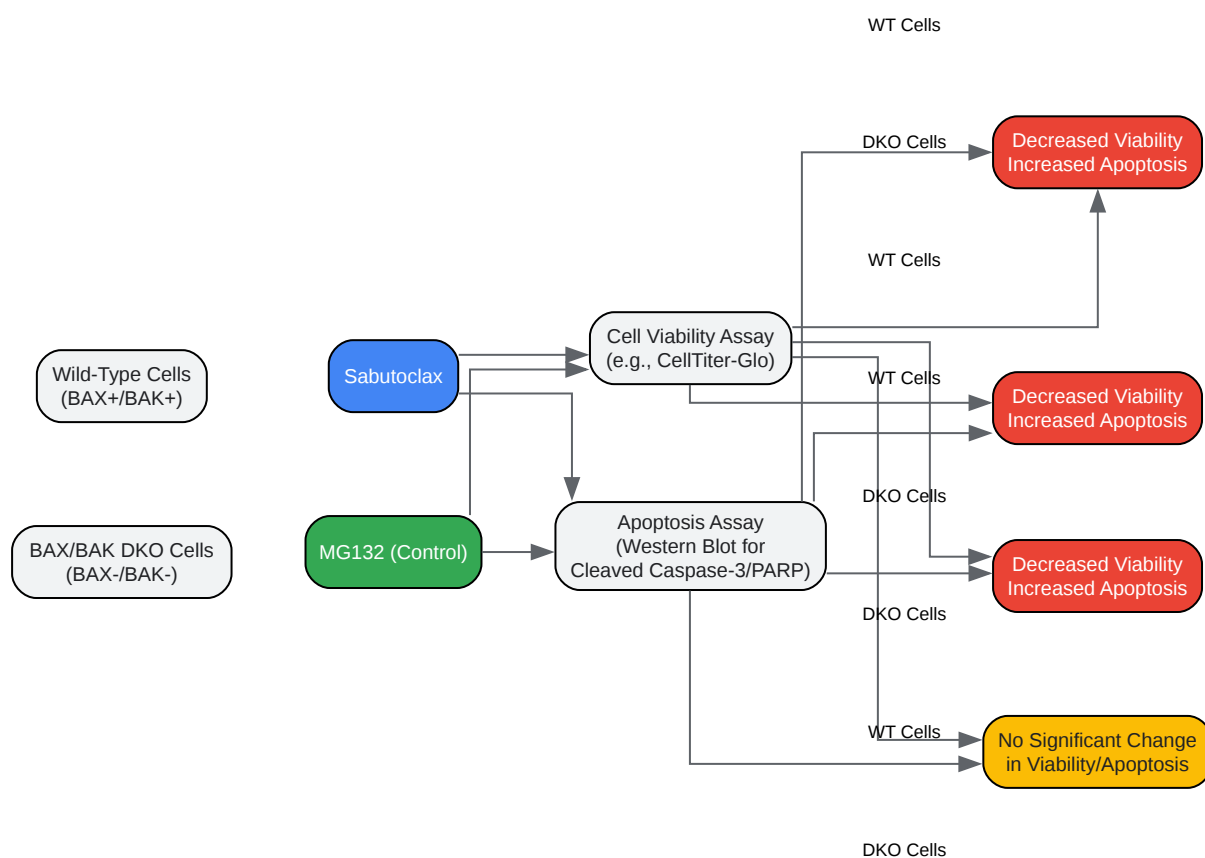 WT Cells
DKO Cells
Decreased Viability
Increased Apoptosis
WT Cells
Cell Viability Assay
(e.g., CellTiter-Glo)
Wild-Type Cells
(BAX+/BAK+)
Sabutoclax
WT Cells
Decreased Viability
Increased Apoptosis
DKO Cells
BAX/BAK DKO Cells
(BAX-/BAK-)
MG132 (Control)
Apoptosis Assay
(Western Blot for
Cleaved Caspase-3/PARP)
Decreased Viability
Increased Apoptosis
DKO Cells
WT Cells
No Significant Change
in Viability/Apoptosis
DKO Cells